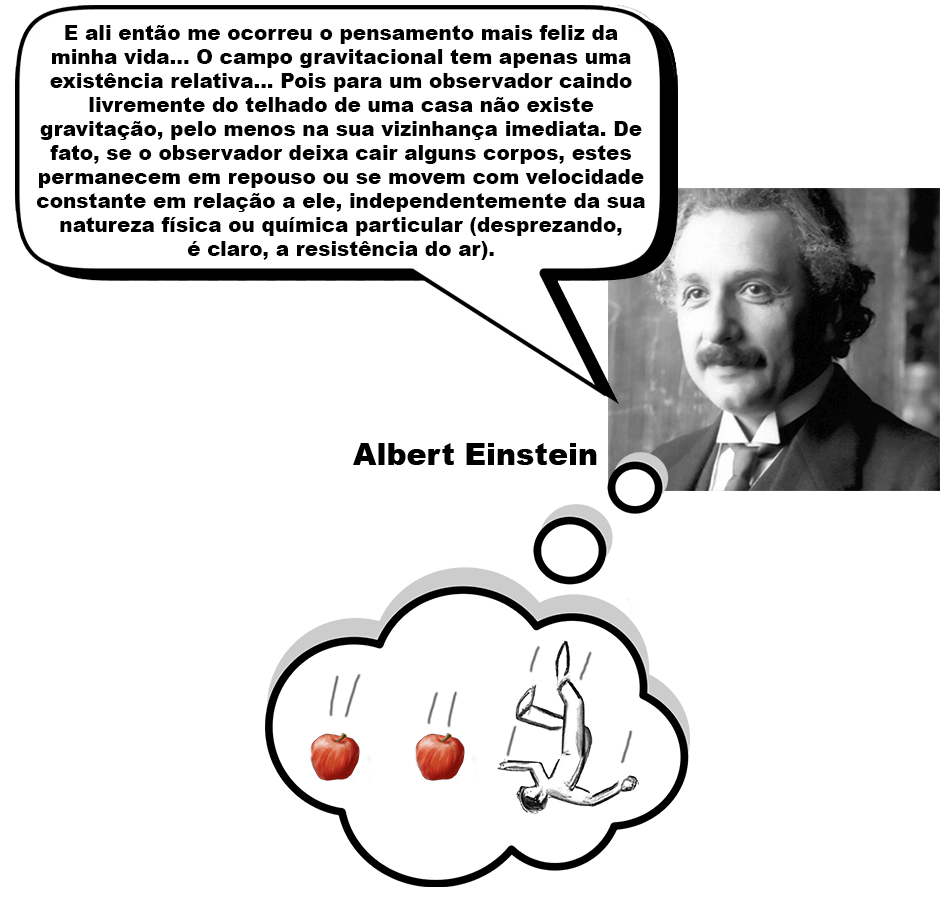 E ali então me ocorreu o pensamento mais feliz da
minha vida... O campo gravitacional tem apenas uma
existência relativa... Pois para um observador caindo
livremente do telhado de uma casa não existe
gravitação, pelo menos na sua vizinhança imediata. De
fato, se o observador deixa cair alguns corpos, estes
permanecem em repouso ou se movem com velocidade
constante em relação a ele, independentemente da sua
natureza física ou química particular (desprezando,
é claro, a resistência do ar).
Albert Einstein